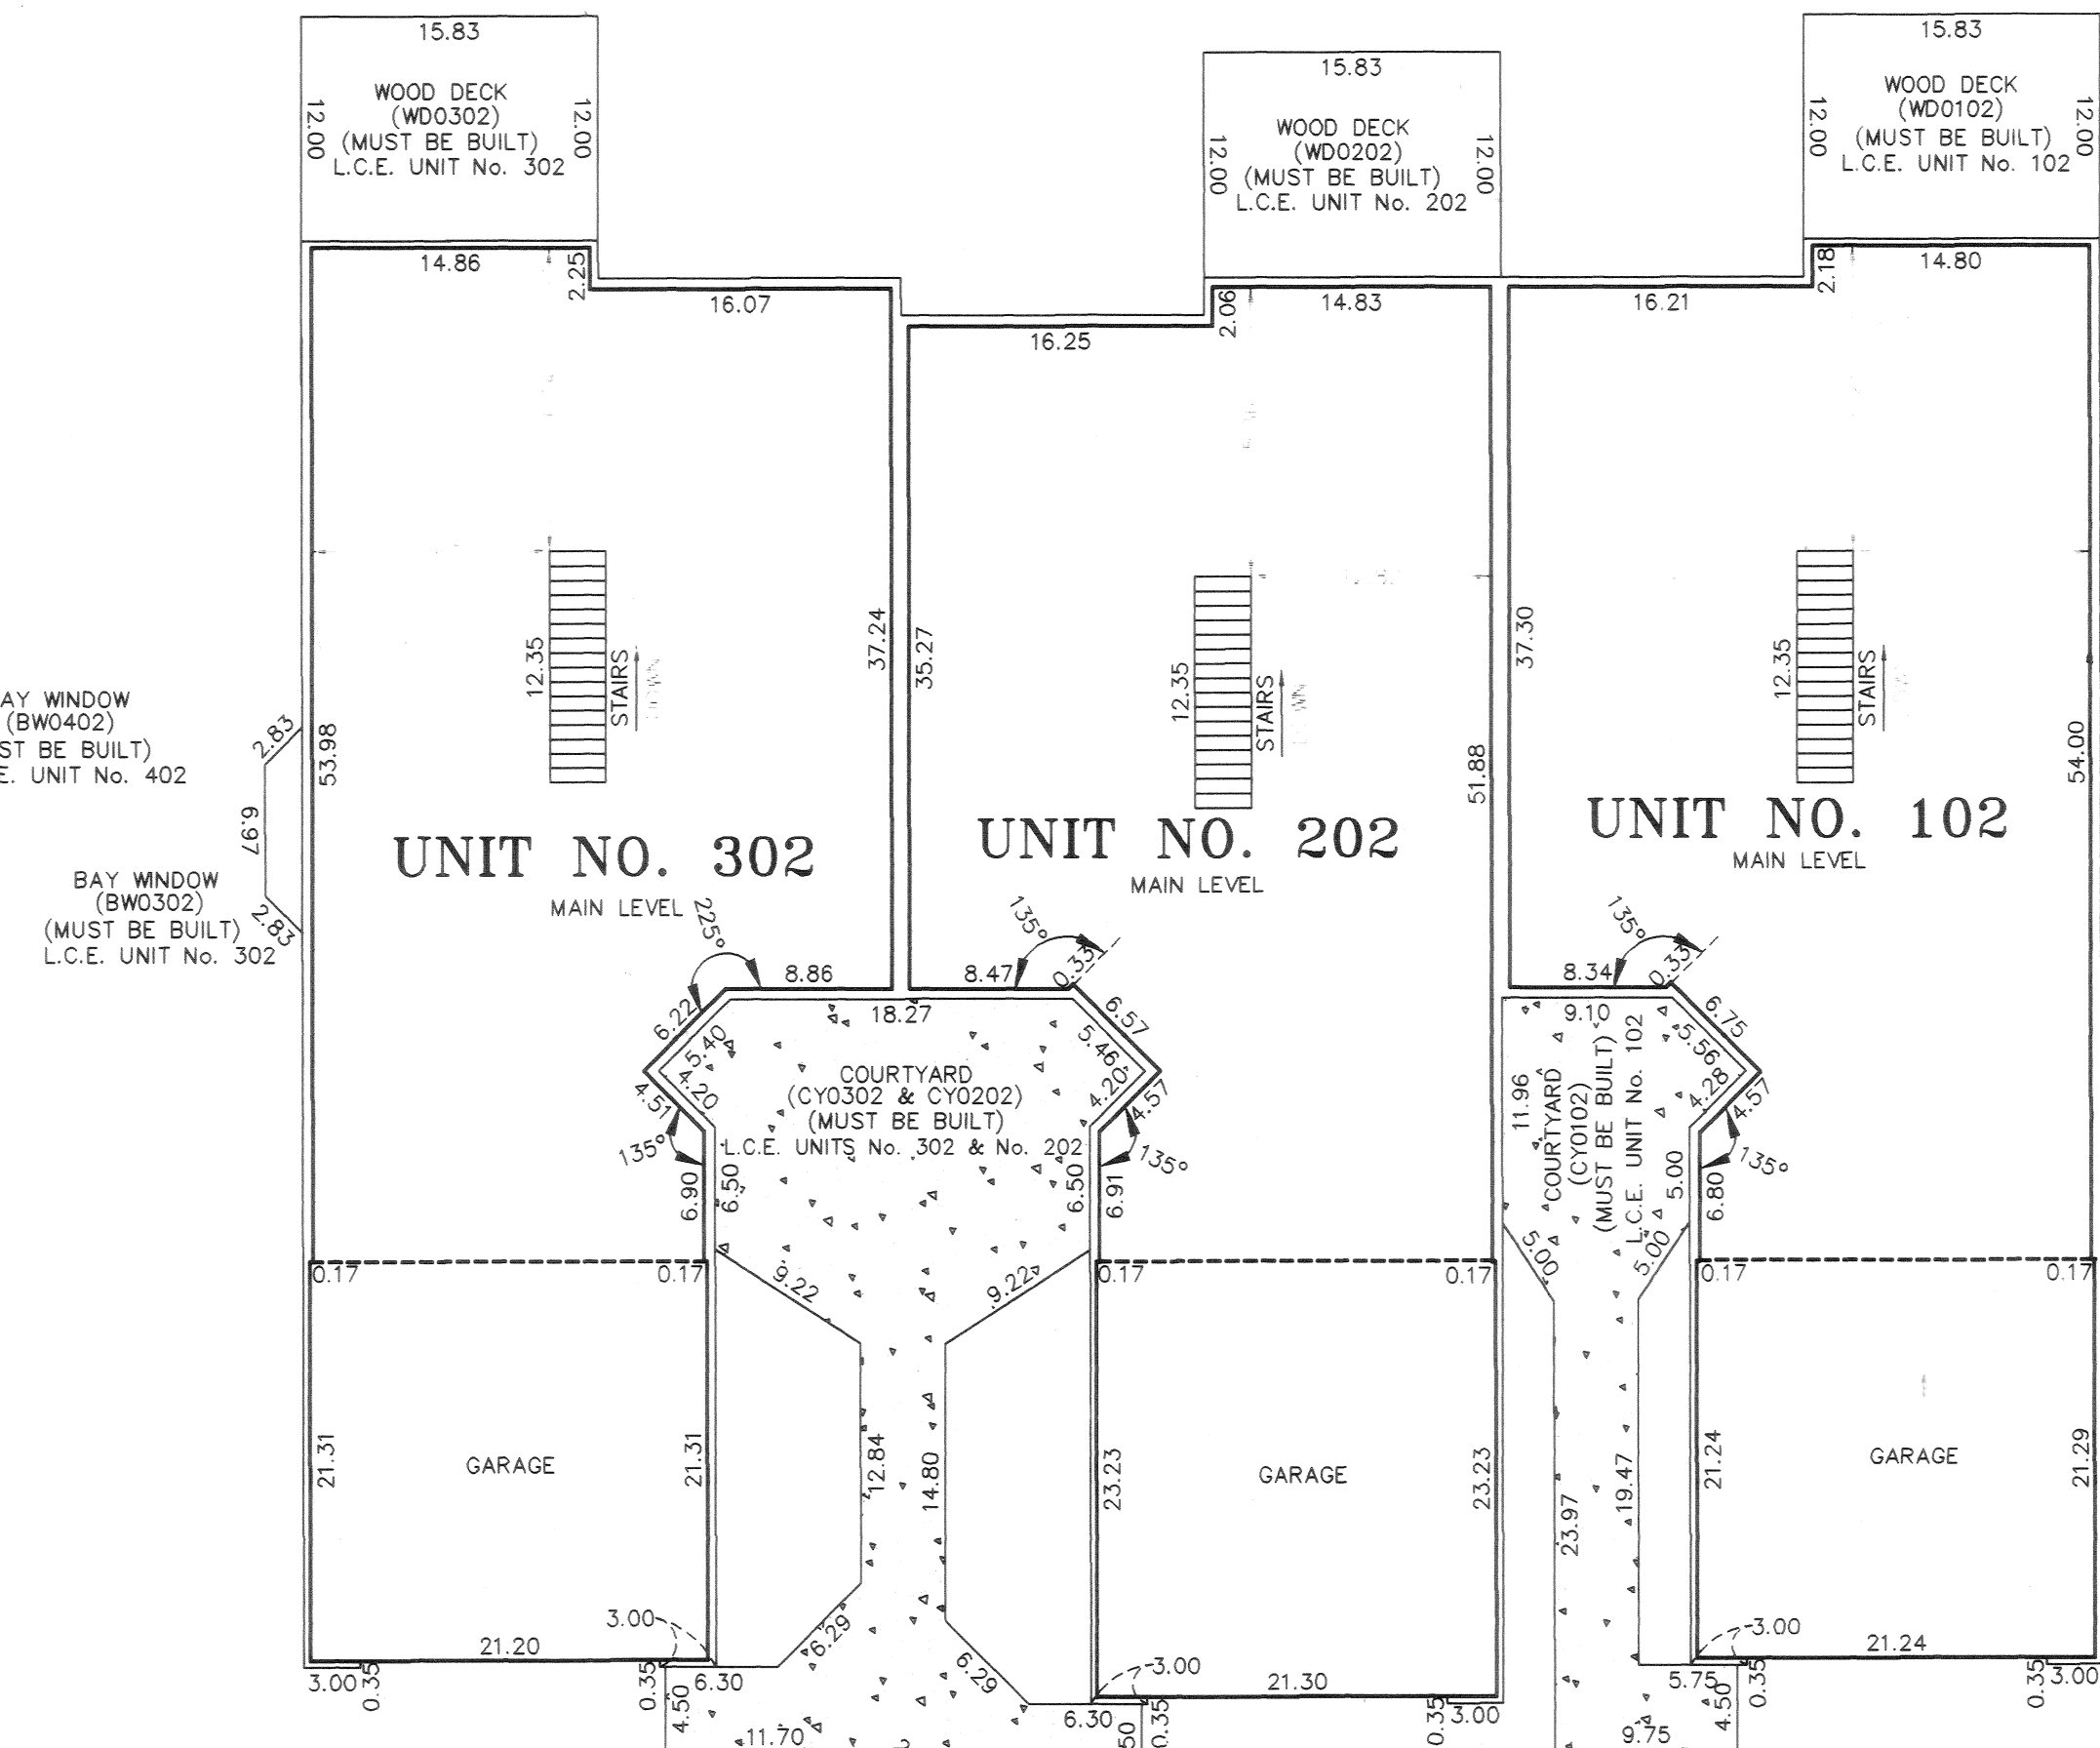 15.83
WOOD DECK
(WD0302)
(MUST BE BUILT)
L.C.E. UNIT No. 302
12.00
12.00
15.83
WOOD DECK
(WD0202)
(MUST BE BUILT)
L.C.E. UNIT No. 202
12.00
12.00
15.83
WOOD DECK
(WD0102)
(MUST BE BUILT)
L.C.E. UNIT No. 102
12.00
12.00
14.86
2.25
16.07
16.25
2.06
14.83
16.21
2.18
14.80
53.98
12.35
STAIRS
37.24
35.27
12.35
STAIRS
51.88
37.30
12.35
STAIRS
54.00
AY WINDOW
(BW0402)
ST BE BUILT)
E. UNIT No. 402
2.83
6.97
2.83
BAY WINDOW
(BW0302)
(MUST BE BUILT)
L.C.E. UNIT No. 302
UNIT NO. 302
MAIN LEVEL
UNIT NO. 202
MAIN LEVEL
UNIT NO. 102
MAIN LEVEL
225°
8.86
6.22
5.40
4.20
4.51
135°
6.90
6.50
18.27
8.47
135°
0.33
6.57
5.46
4.20
4.57
135°
6.50
6.91
COURTYARD
(CY0302 & CY0202)
(MUST BE BUILT)
L.C.E. UNITS No. 302 & No. 202
8.34
135°
0.33
9.10
6.75
5.56
4.28
4.57
135°
11.96
COURTYARD
(CY0102)
(MUST BE BUILT)
L.C.E. UNIT No. 102
5.00
6.80
5.00
5.00
0.17
0.17
9.22
9.22
0.17
0.17
0.17
0.17
21.31
GARAGE
21.31
12.84
14.80
23.23
GARAGE
23.23
23.97
19.47
21.24
GARAGE
21.29
3.00
21.20
3.00
0.35
0.35
6.30
4.50
6.29
11.70
6.29
3.00
21.30
6.30
50
0.35
0.35
3.00
3.00
21.24
5.75
4.50
0.35
9.75
0.35
3.00